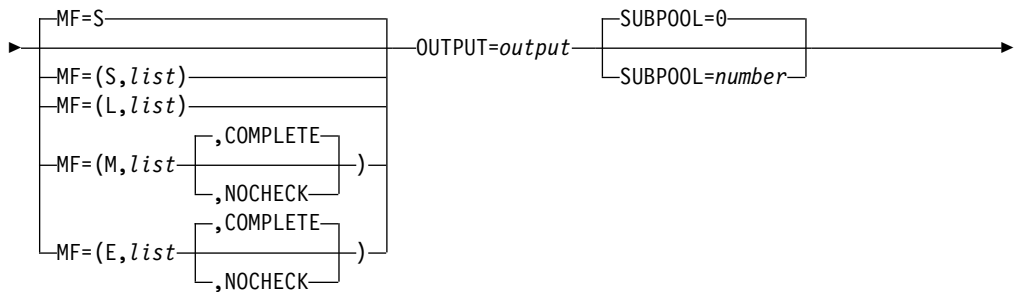 MF=S
SUBPOOL=0
OUTPUT=output
MF=(S,list)
SUBPOOL=number
MF=(L,list)
,COMPLETE
MF=(M,list )
,NOCHECK
,COMPLETE
MF=(E,list )
,NOCHECK